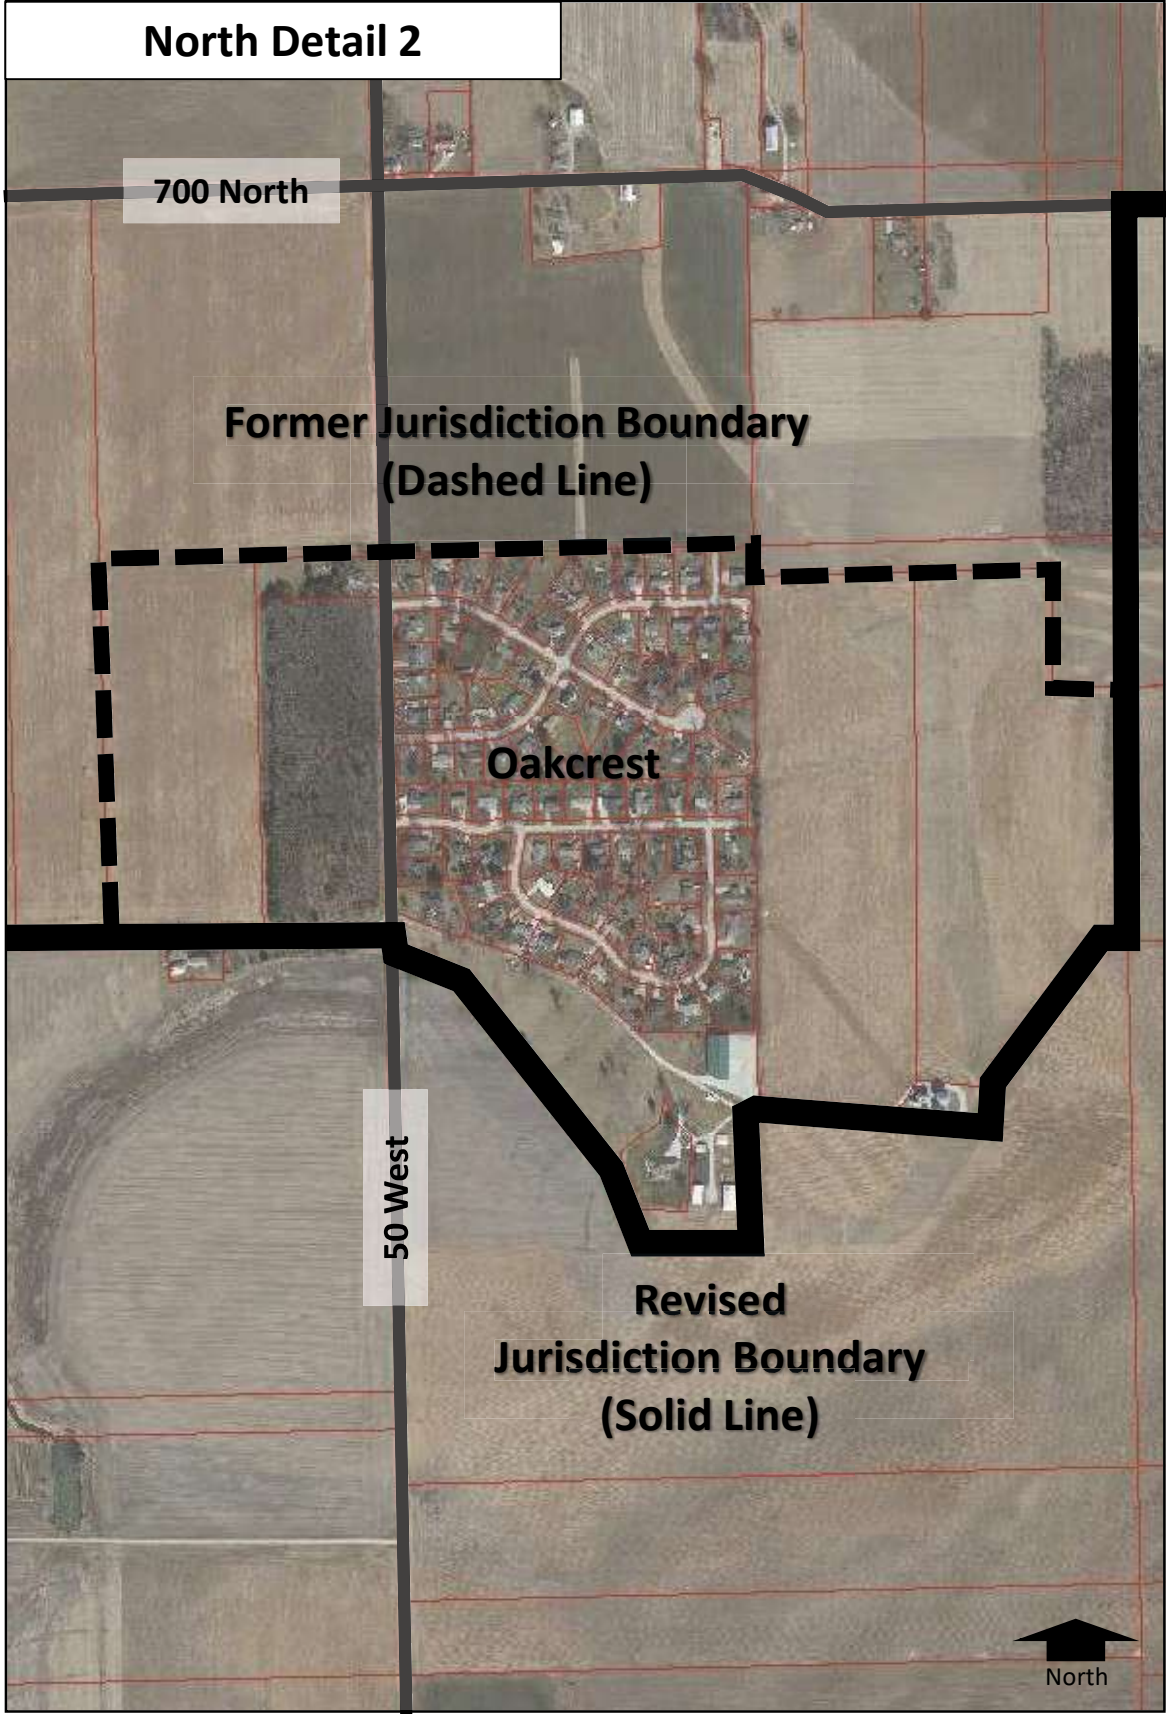 North Detail 2
700 North
Former Jurisdiction Boundary
(Dashed Line)
Oakcrest
50 West
Revised
Jurisdiction Boundary
(Solid Line)
North